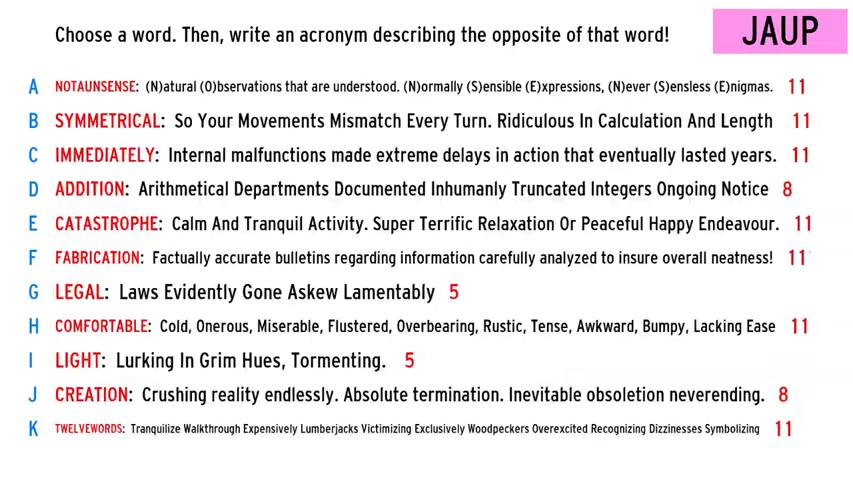 Choose a word. Then, write an acronym describing the opposite of that word!
JAUP
A NOTAUNSENSE: (N)atural (O)bservations that are understood. (N)ormally (S)ensible (E)xpressions, (N)ever (S)ensless (E)nigmas. 11
B SYMMETRICAL: So Your Movements Mismatch Every Turn. Ridiculous In Calculation And Length 11
C IMMEDIATELY: Internal malfunctions made extreme delays in action that eventually lasted years. 11
D ADDITION: Arithmetical Departments Documented Inhumanly Truncated Integers Ongoing Notice 8
E CATASTROPHE: Calm And Tranquil Activity. Super Terrific Relaxation Or Peaceful Happy Endeavour. 11
F FABRICATION: Factually accurate bulletins regarding information carefully analyzed to insure overall neatness! 11
G LEGAL: Laws Evidently Gone Askew Lamentably 5
H COMFORTABLE: Cold, Onerous, Miserable, Flustered, Overbearing, Rustic, Tense, Awkward, Bumpy, Lacking Ease 11
I LIGHT: Lurking In Grim Hues, Tormenting. 5
J CREATION: Crushing reality endlessly. Absolute termination. Inevitable obsoletion neverending. 8
K TWELVEWORDS: Tranquilize Walkthrough Expensively Lumberjacks Victimizing Exclusively Woodpeckers Overexcited Recognizing Dizzinesses Symbolizing 11